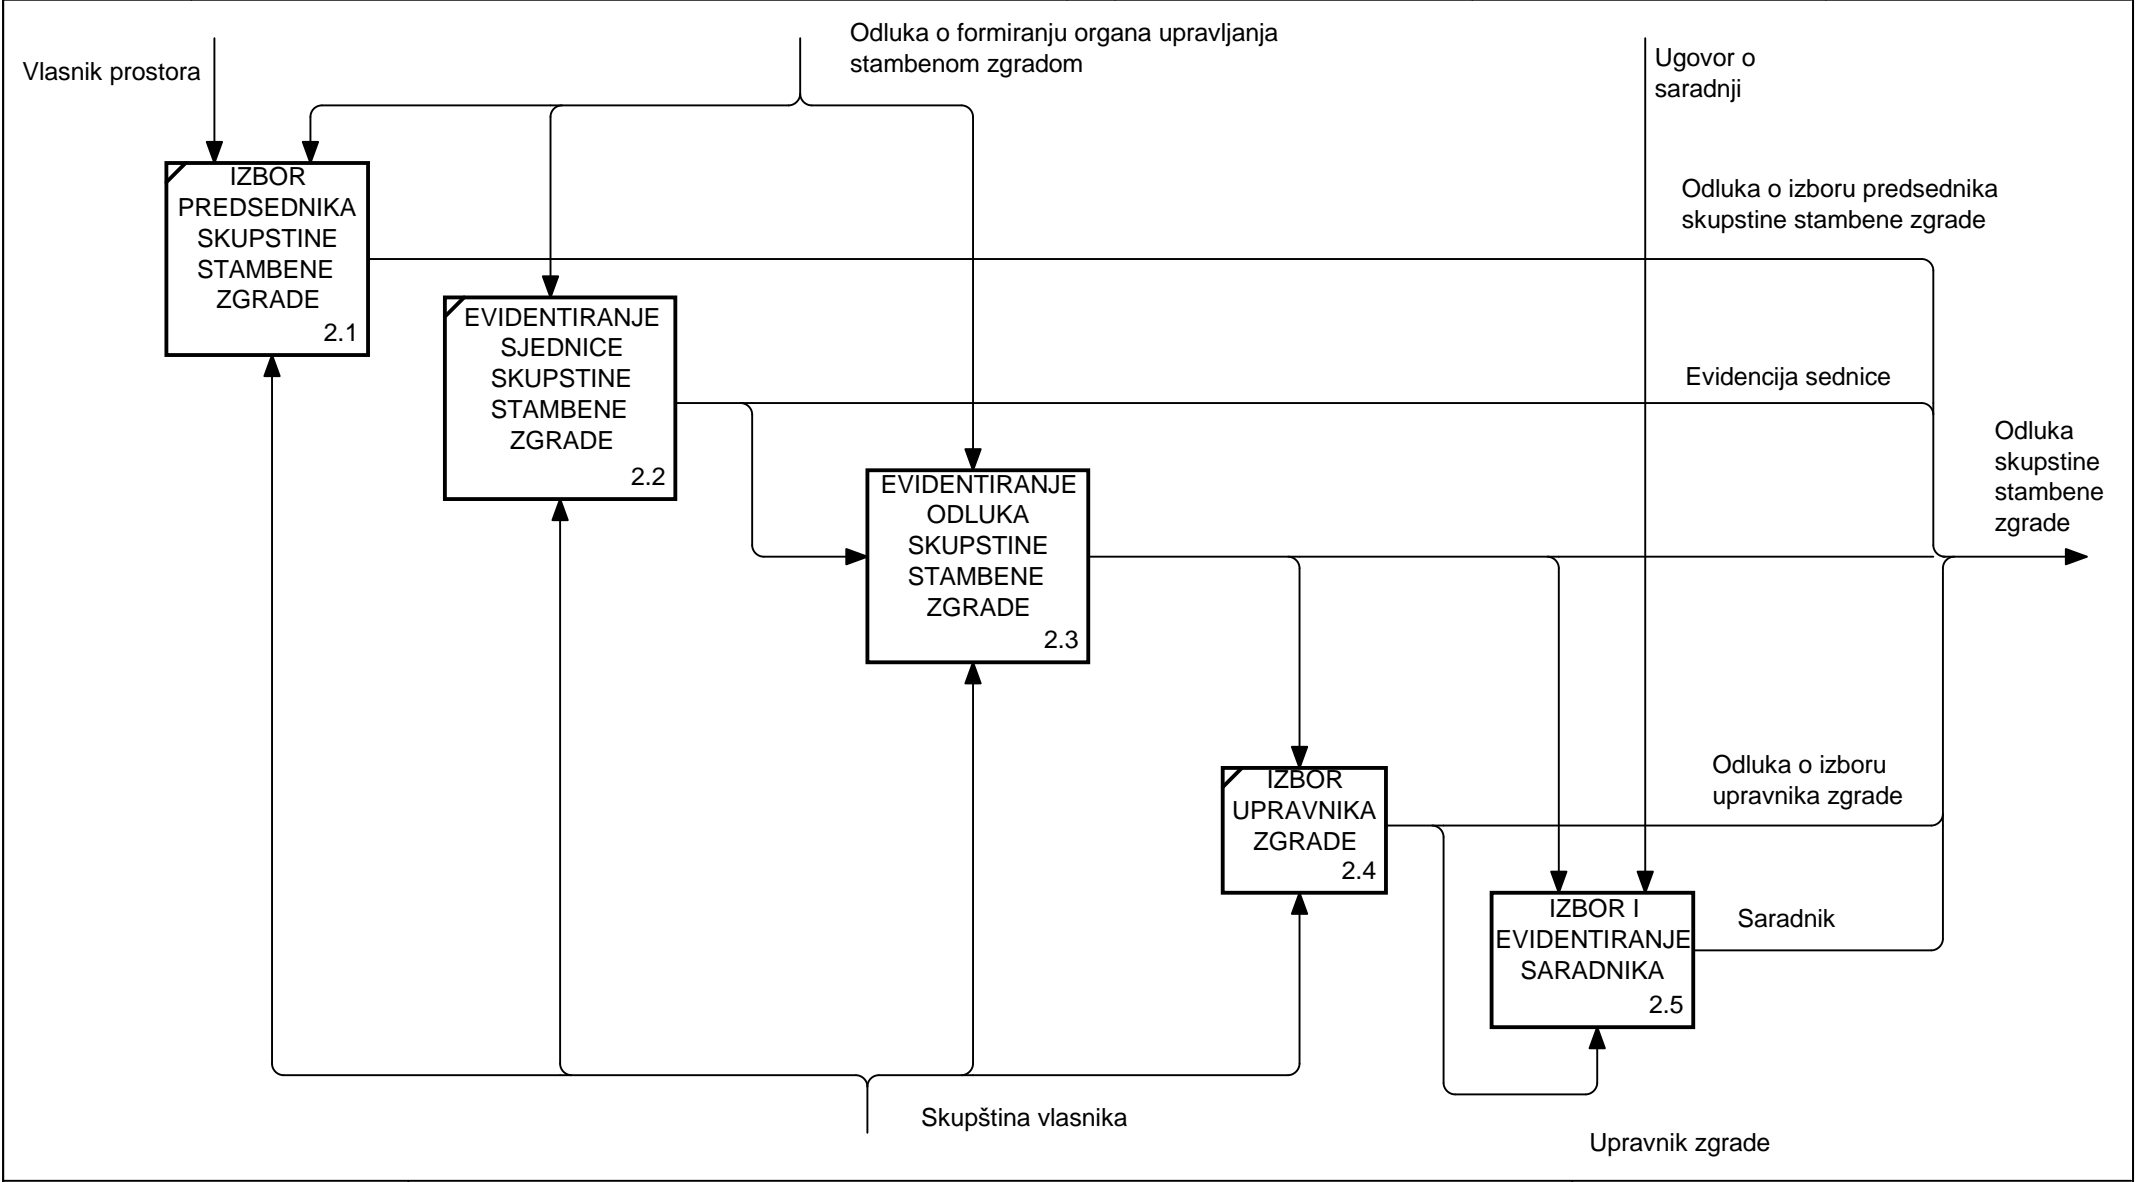 Vlasnik prostora
Odluka o formiranju organa upravljanja
stambenom zgradom
Ugovor o
saradnji
IZBOR
PREDSEDNIKA
SKUPSTINE
STAMBENE
ZGRADE
2.1
Odluka o izboru predsednika
skupstine stambene zgrade
EVIDENTIRANJE
SJEDNICE
SKUPSTINE
STAMBENE
ZGRADE
2.2
Evidencija sednice
Odluka
skupstine
stambene
zgrade
EVIDENTIRANJE
ODLUKA
SKUPSTINE
STAMBENE
ZGRADE
2.3
IZBOR
UPRAVNIKA
ZGRADE
2.4
Odluka o izboru
upravnika zgrade
IZBOR I
EVIDENTIRANJE
SARADNIKA
2.5
Saradnik
Skupština vlasnika
Upravnik zgrade